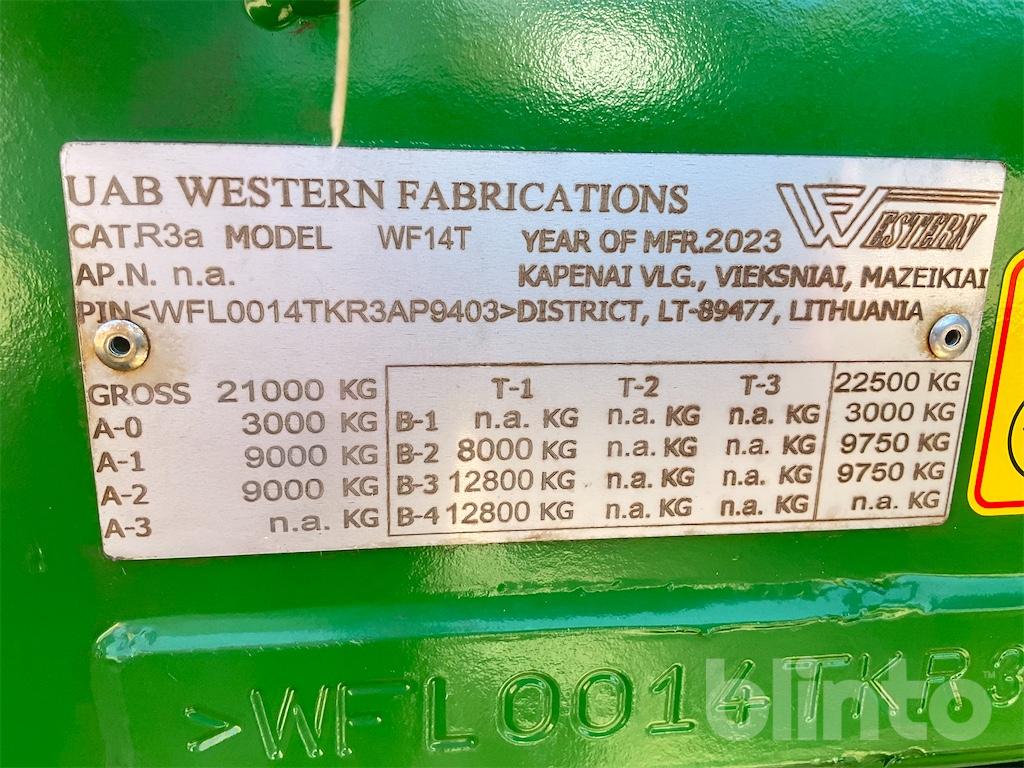 UAB WESTERN FABRICATIONS WESTERN
CAT.R3a MODEL WF14T YEAR OF MFR.2023
AP.N. n.a. KAPENAI VLG., VIEKSNIAI, MAZEIKIAI
PIN<WFL0014TKR3AP9403>DISTRICT, LT-89477, LITHUANIA
GROSS 21000 KG T-1 T-2 T-3 22500 KG
A-0 3000 KG B-1 n.a. KG n.a. KG n.a. KG 3000 KG
A-1 9000 KG B-2 8000 KG n.a. KG n.a. KG 9750 KG
A-2 9000 KG B-3 12800 KG n.a. KG n.a. KG 9750 KG
A-3 n.a. KG B-4 12800 KG n.a. KG n.a. KG n.a. KG
>WFL0014TKR3
blinto™